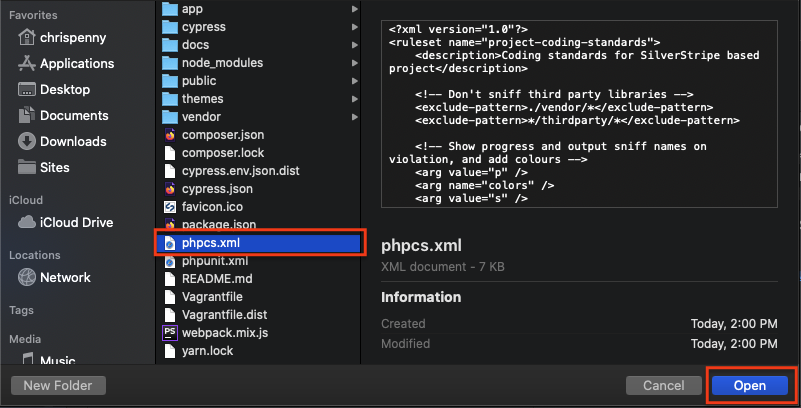 Favorites
chrispenny
Applications
Desktop
Documents
Downloads
Sites
iCloud
iCloud Drive
Locations
Network
Tags
Media
Music
app
cypress
docs
node_modules
public
themes
vendor
composer.json
composer.lock
cypress.env.json.dist
cypress.json
favicon.ico
package.json
phpcs.xml
phpunit.xml
README.md
Vagrantfile
Vagrantfile.dist
PS webpack.mix.js
yarn.lock
<?xml version="1.0"?>
<ruleset name="project-coding-standards">
    <description>Coding standards for SilverStripe based
project</description>
    <!-- Don't sniff third party libraries -->
    <exclude-pattern>./vendor/*</exclude-pattern>
    <exclude-pattern>*/thirdparty/*</exclude-pattern>
    <!-- Show progress and output sniff names on
violation, and add colours -->
    <arg value="p" />
    <arg name="colors" />
    <arg value="s" />
phpcs.xml
XML document - 7 KB
Information
Created Today, 2:00 PM
Modified Today, 2:00 PM
New Folder
Cancel
Open